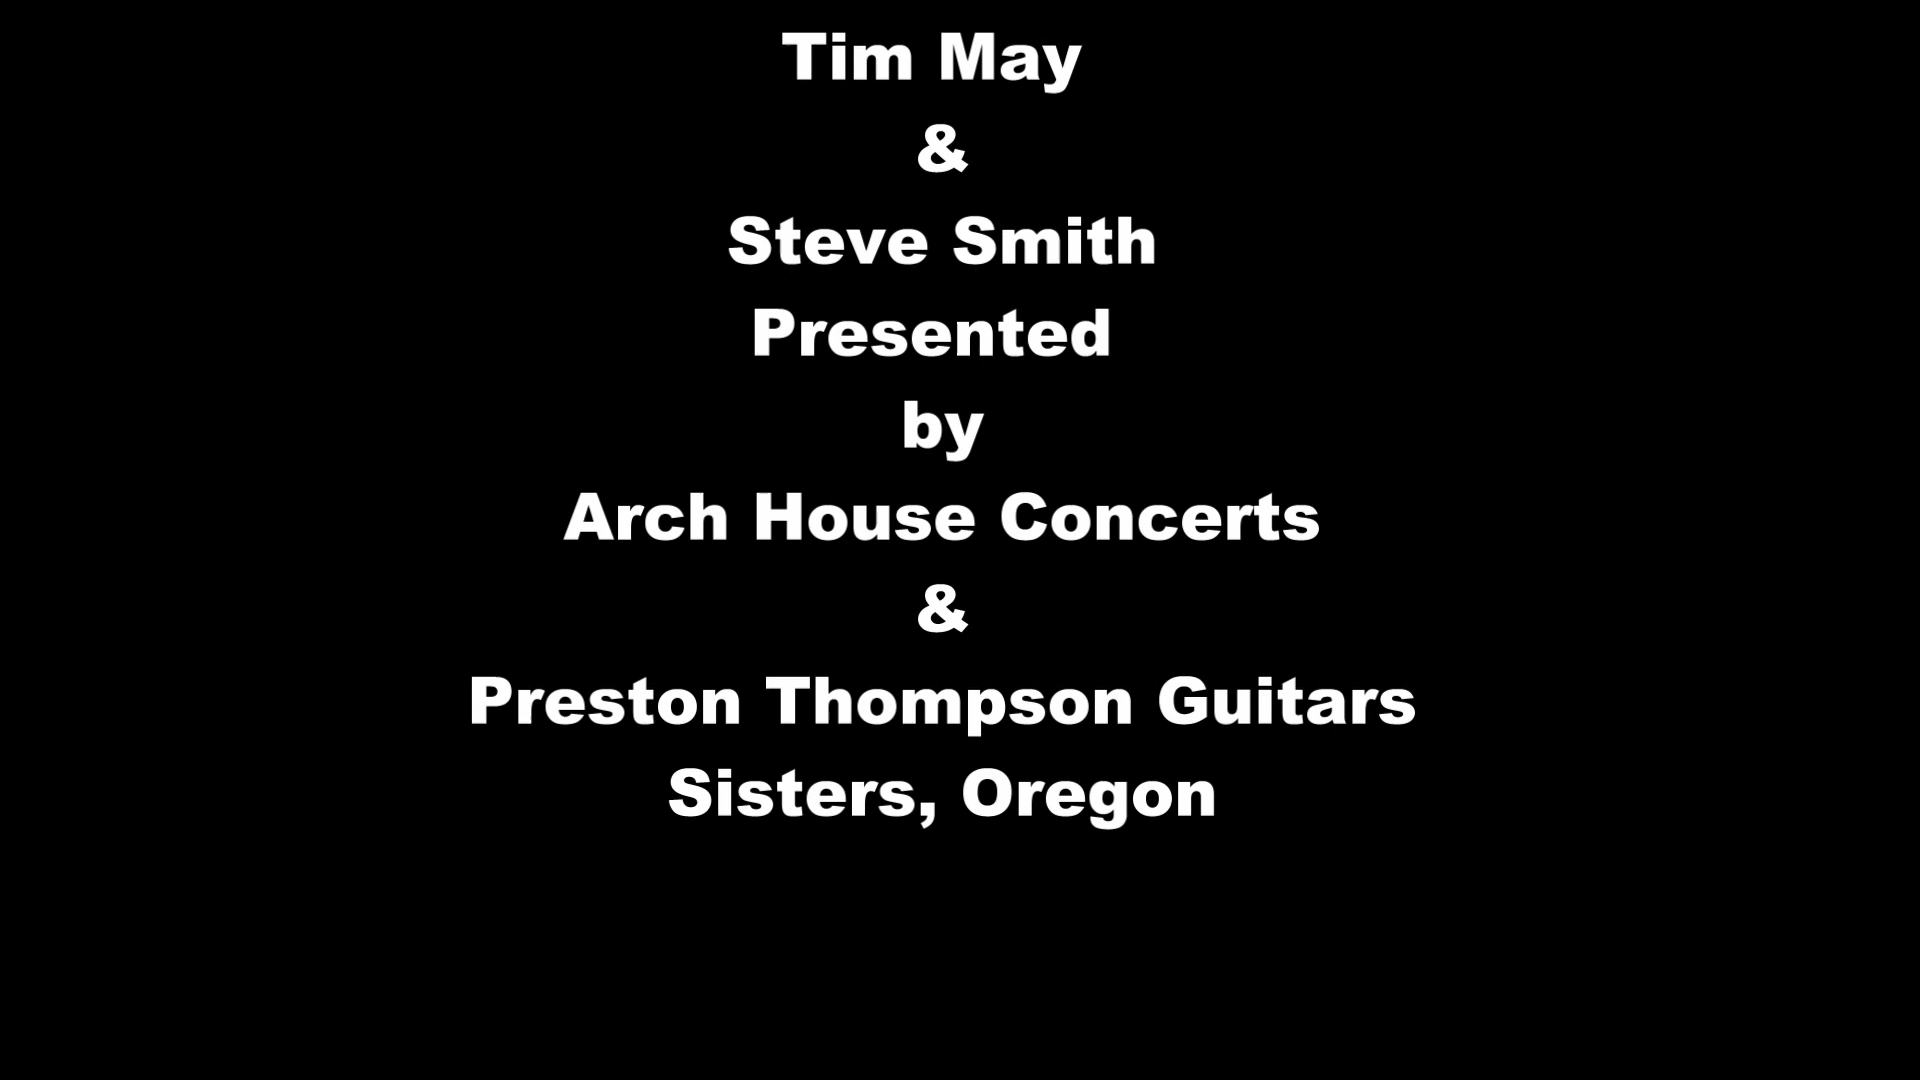 Tim May
&
Steve Smith
Presented
by
Arch House Concerts
&
Preston Thompson Guitars
Sisters, Oregon